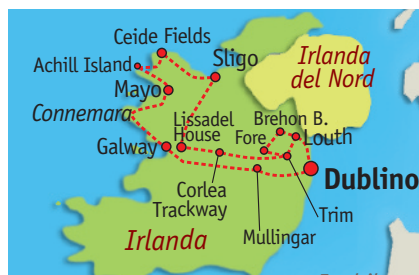 Ceide Fields
Achill Island
Sligo
Irlanda
del Nord
Mayo
Connemara
Lissadel
House
Brehon B.
Fore
Louth
Galway
Dublino
Corlea
Trackway
Trim
Mullingar
Irlanda